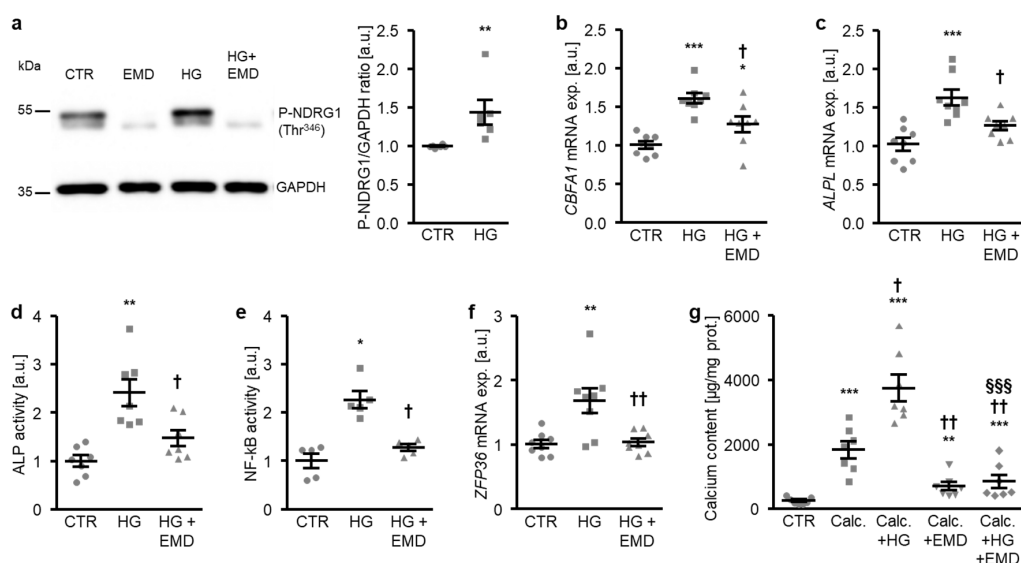 a
kDa
CTR EMD HG HG+
EMD
55
P-NDRG1
(Thr346)
35
GAPDH
P-NDRG1/GAPDH ratio [a.u.]
2.5
2.0
1.5
1.0
0.5
0.0
**
CTR HG
b
CBFA1 mRNA exp. [a.u.]
2.5
2.0
1.5
1.0
0.5
0.0
***
†
*
CTR HG HG +
EMD
c
ALPL mRNA exp. [a.u.]
2.5
2.0
1.5
1.0
0.5
0.0
***
†
CTR HG HG +
EMD
d
ALP activity [a.u.]
4
3
2
1
0
**
†
CTR HG HG +
EMD
e
NF-kB activity [a.u.]
4
3
2
1
0
*
†
CTR HG HG +
EMD
f
ZFP36 mRNA exp. [a.u.]
3
2
1
0
**
††
CTR HG HG +
EMD
g
Calcium content [µg/mg prot.]
6000
4000
2000
0
***
†
***
††
**
§§§
††
***
CTR Calc. Calc. Calc. Calc.
+HG +EMD +HG
+EMD